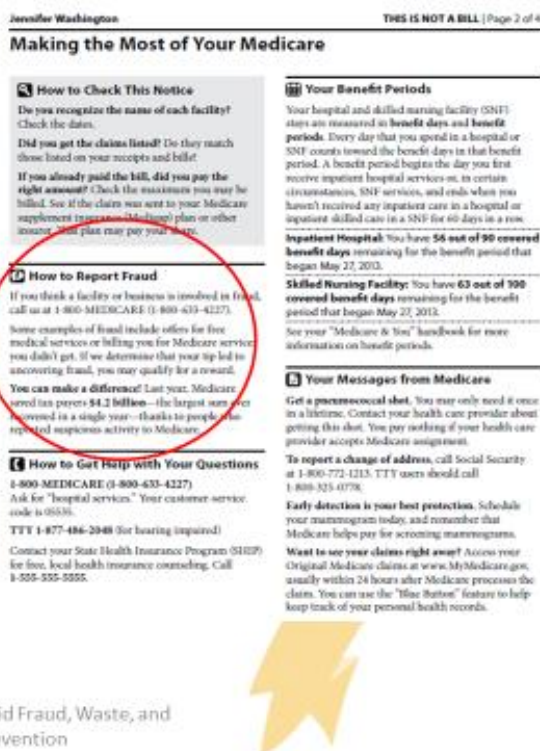 Jennifer Washington
THIS IS NOT A BILL | Page 2 of 4
Making the Most of Your Medicare
How to Check This Notice
Do you recognize the name of each facility?
Check the dates.
Did you get the claims listed? Do they match
those listed on your receipts and bills?
If you already paid the bill, did you pay the
right amount? Check the maximum you may be
billed. See if the claim was sent to your Medicare
supplement insurance (Medigap) plan or other
insurer. That plan may pay your share.
How to Report Fraud
If you think a facility or business is involved in fraud,
call us at 1-800-MEDICARE (1-800-633-4227).
Some examples of fraud include offers for free
medical services or billing you for Medicare services
you didn't get. If we determine that your tip led to
uncovering fraud, you may qualify for a reward.
You can make a difference! Last year, Medicare
saved tax payers $4.2 billion—the largest sum ever
recovered in a single year—thanks to people who
reported suspicious activity to Medicare.
How to Get Help with Your Questions
1-800-MEDICARE (1-800-633-4227)
Ask for "hospital services." Your customer-service
code is 05535.
TTY 1-877-486-2048 (for hearing impaired)
Contact your State Health Insurance Program (SHIP)
for free, local health insurance counseling. Call
1-555-555-5555.
Your Benefit Periods
Your hospital and skilled nursing facility (SNF)
stays are measured in benefit days and benefit
periods. Every day that you spend in a hospital or
SNF counts toward the benefit days in that benefit
period. A benefit period begins the day you first
receive inpatient hospital services or, in certain
circumstances, SNF services, and ends when you
haven't received any inpatient care in a hospital or
inpatient skilled care in a SNF for 60 days in a row.
Inpatient Hospital: You have 56 out of 90 covered
benefit days remaining for the benefit period that
began May 27, 2013.
Skilled Nursing Facility: You have 63 out of 100
covered benefit days remaining for the benefit
period that began May 27, 2013.
See your "Medicare & You" handbook for more
information on benefit periods.
Your Messages from Medicare
Get a pneumococcal shot. You may only need it once
in a lifetime. Contact your health care provider about
getting this shot. You pay nothing if your health care
provider accepts Medicare assignment.
To report a change of address, call Social Security
at 1-800-772-1213. TTY users should call
1-800-325-0778.
Early detection is your best protection. Schedule
your mammogram today, and remember that
Medicare helps pay for screening mammograms.
Want to see your claims right away? Access your
Original Medicare claims at www.MyMedicare.gov,
usually within 24 hours after Medicare processes the
claim. You can use the "Blue Button" feature to help
keep track of your personal health records.
id Fraud, Waste, and
vention